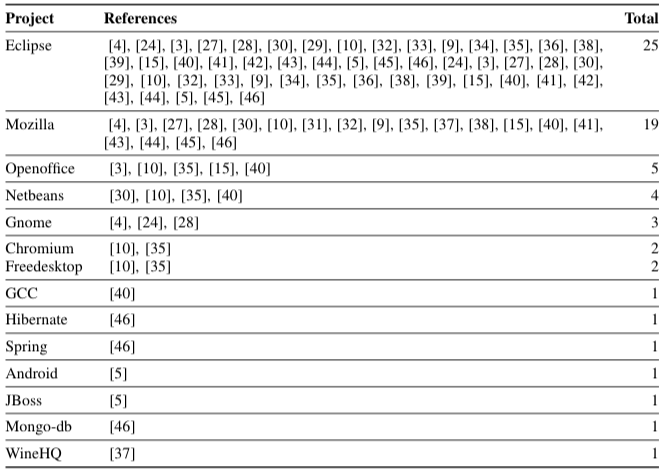 Project References Total
Eclipse [4], [24], [3], [27], [28], [30], [29], [10], [32], [33], [9], [34], [35], [36], [38], 25
[39], [15], [40], [41], [42], [43], [44], [5], [45], [46], [24], [3], [27], [28], [30],
[29], [10], [32], [33], [9], [34], [35], [36], [38], [39], [15], [40], [41], [42],
[43], [44], [5], [45], [46]
Mozilla [4], [3], [27], [28], [30], [10], [31], [32], [9], [35], [37], [38], [15], [40], [41], 19
[43], [44], [45], [46]
Openoffice [3], [10], [35], [15], [40] 5
Netbeans [30], [10], [35], [40] 4
Gnome [4], [24], [28] 3
Chromium [10], [35] 2
Freedesktop [10], [35] 2
GCC [40] 1
Hibernate [46] 1
Spring [46] 1
Android [5] 1
JBoss [5] 1
Mongo-db [46] 1
WineHQ [37] 1